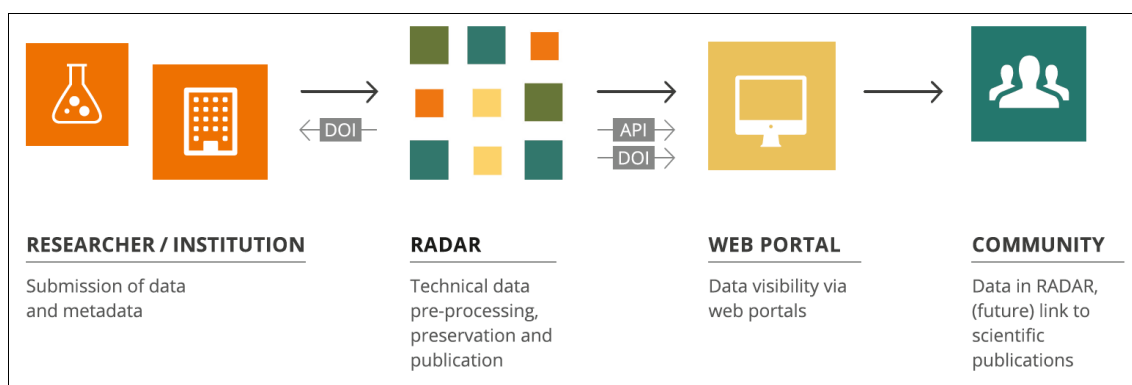 DOI
API
DOI
RESEARCHER / INSTITUTION
Submission of data
and metadata
RADAR
Technical data
pre-processing,
preservation and
publication
WEB PORTAL
Data visibility via
web portals
COMMUNITY
Data in RADAR,
(future) link to
scientific
publications